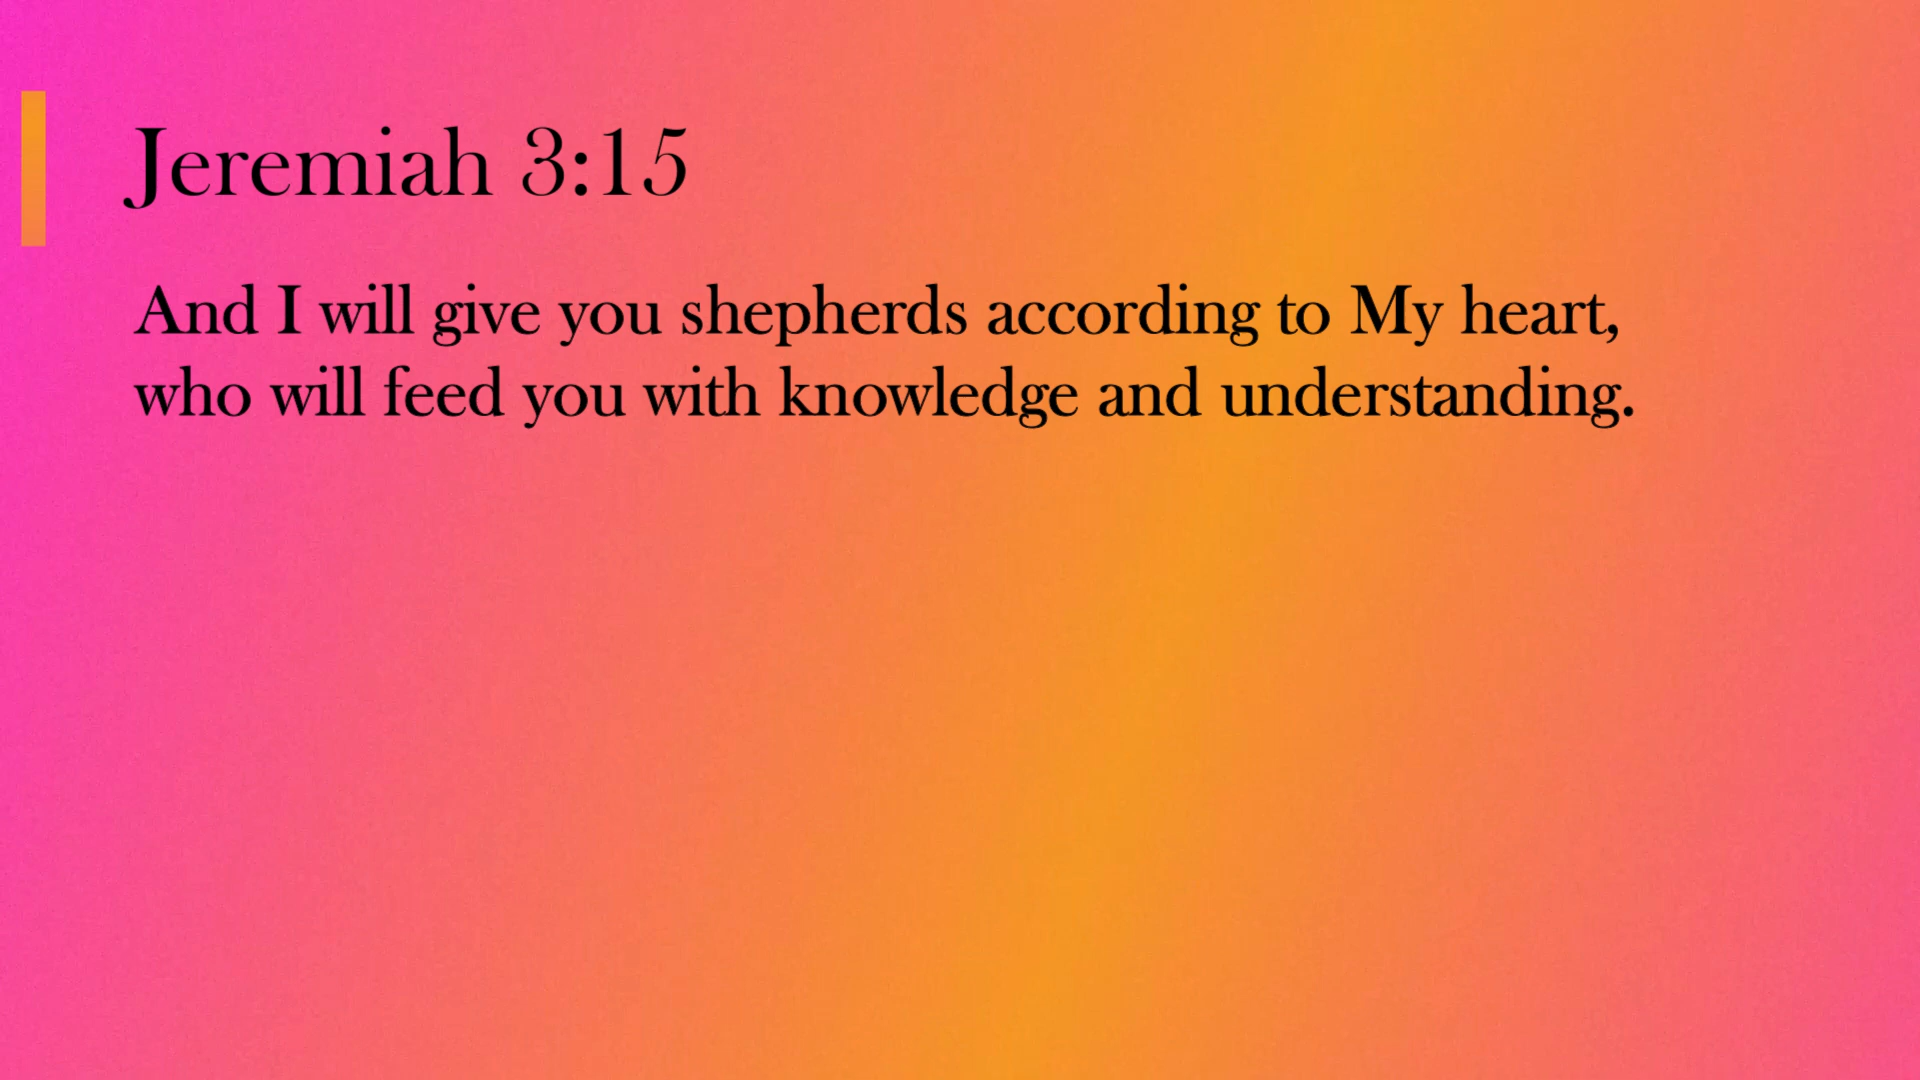 Jeremiah 3:15
And I will give you shepherds according to My heart,
who will feed you with knowledge and understanding.